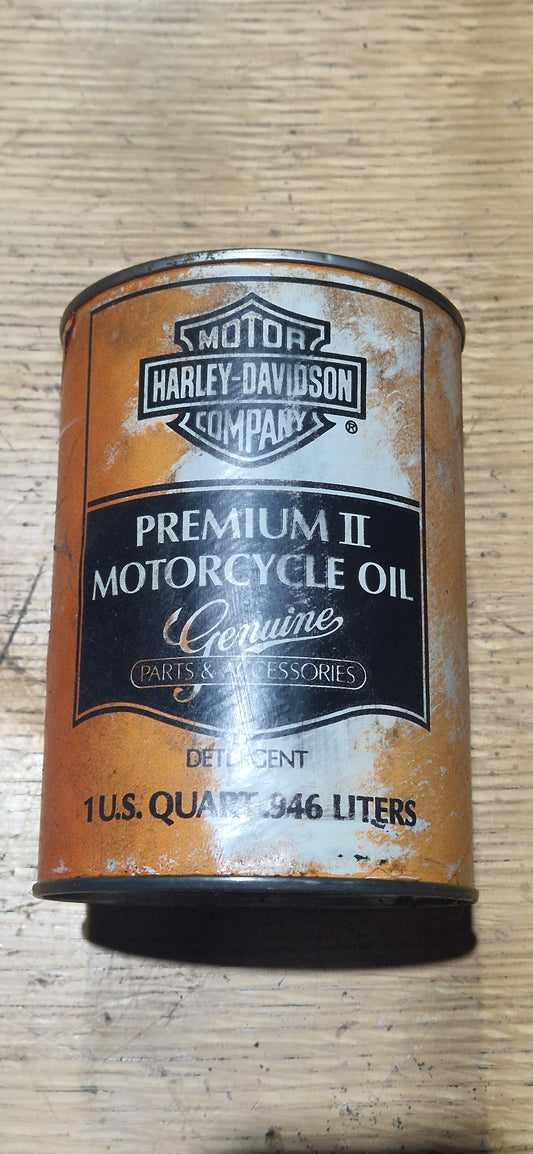 MOTOR
HARLEY-DAVIDSON
COMPANY
®
PREMIUM II
MOTORCYCLE OIL
Genuine
PARTS & ACCESSORIES
DETERGENT
1 U.S. QUART .946 LITERS